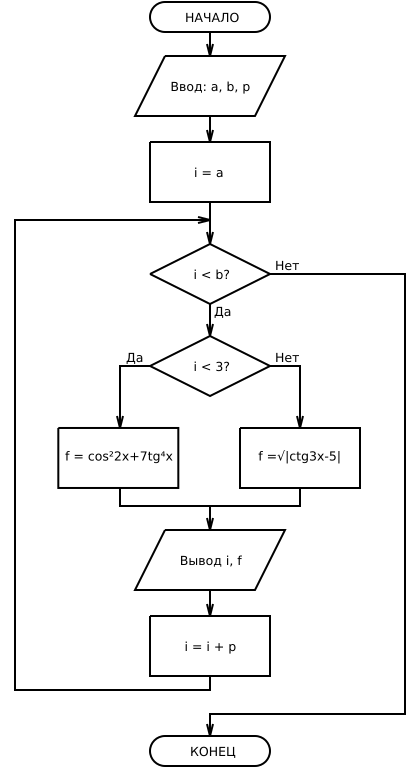 НАЧАЛО
Ввод: a, b, p
i = a
i < b?
Нет
Да
i < 3?
Да
Нет
f = cos²2x+7tg⁴x
f =√|ctg3x-5|
Вывод i, f
i = i + p
КОНЕЦ